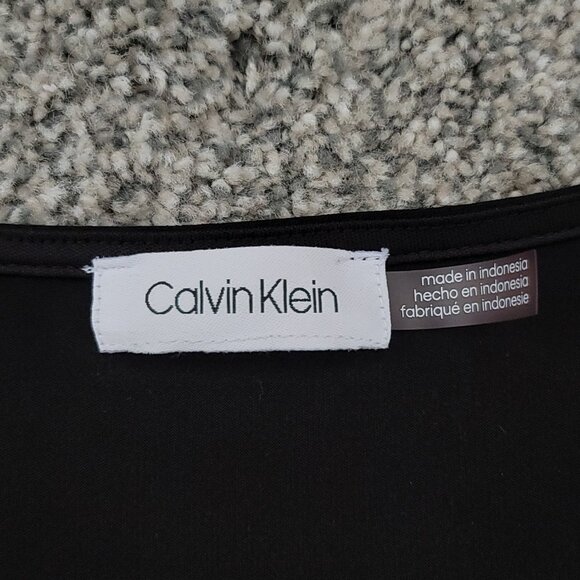 Calvin Klein
made in indonesia
hecho en indonesia
fabriqué en indonesie